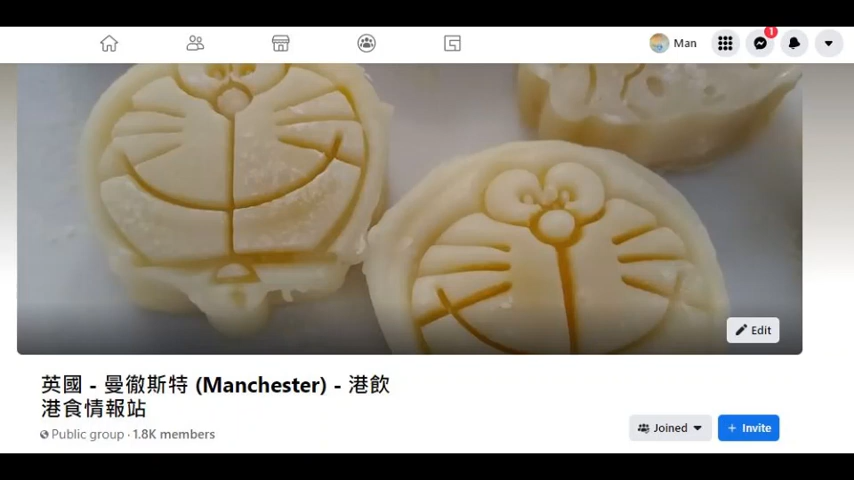 Man
1
Edit
英國 - 曼徹斯特 (Manchester) - 港飲
港食情報站
Public group · 1.8K members
Joined
+ Invite